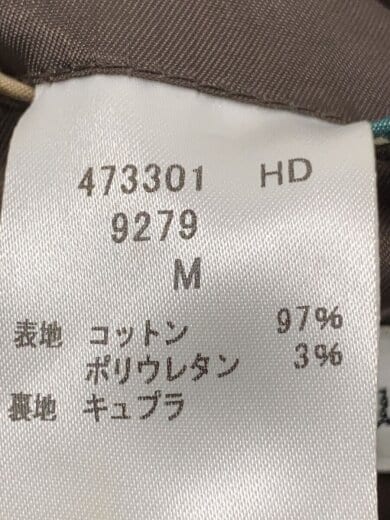 473301 HD
9279
M
表地 コットン 97%
ポリウレタン 3%
裏地 キュプラ